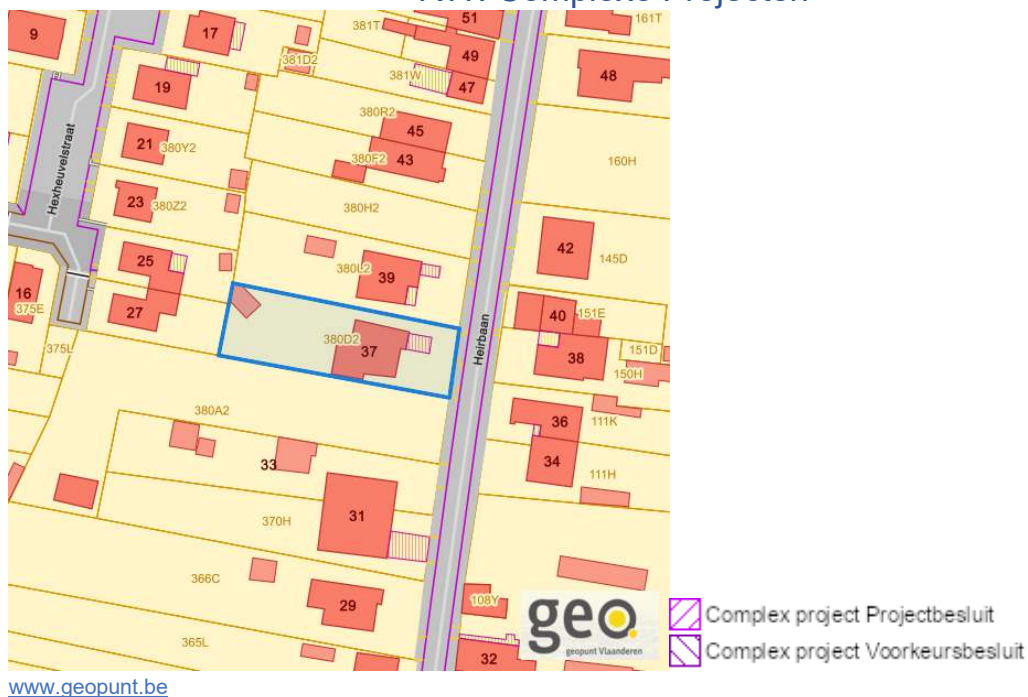 RVV Complexe Projecten
9
17
381T
51
161T
49
381D2
381W
47
48
19
380R2
45
21
380Y2
380F2
43
160H
Hexheuvelstraat
23
380Z2
380H2
42
145D
25
380L2
39
16
375E
27
40
151E
380D2
37
Heirbaan
38
151D
150H
375L
380A2
36
111K
33
34
111H
31
370H
366C
29
108Y
365L
32
geo
geopunt Vlaanderen
Complex project Projectbesluit
Complex project Voorkeursbesluit
www.geopunt.be